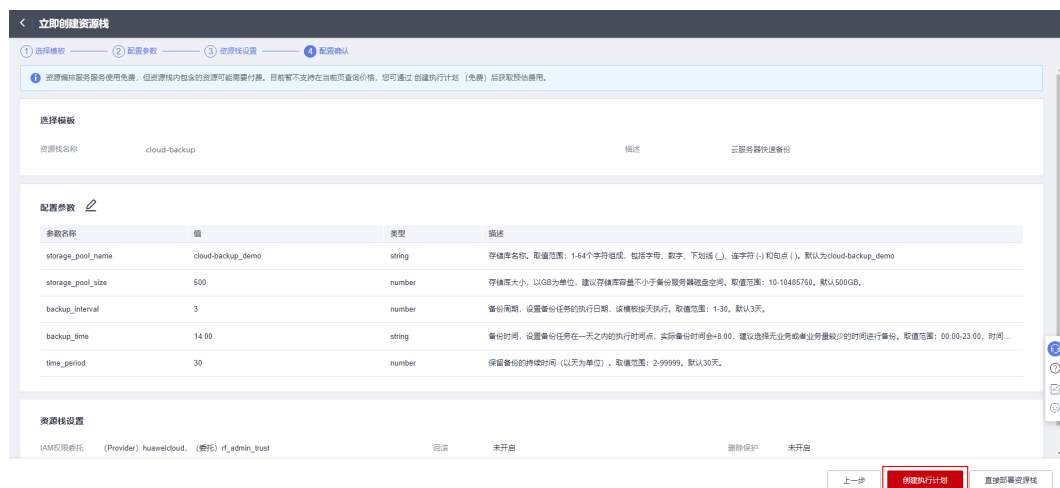 立即创建资源栈
1 选择模板 2 配置参数 3 资源栈设置 4 配置确认
资源编排服务服务使用免费，但资源栈内包含的资源可能需要付费。目前暂不支持在当前页查询价格，您可通过 创建执行计划 （免费）后获取预估费用。
选择模板
资源栈名称 cloud-backup 描述 云服务器快速备份
配置参数
参数名称 值 类型 描述
storage_pool_name cloud-backup_demo string 存储库名称。取值范围：1-64个字符组成，包括字母、数字、下划线 (_)、连字符 (-) 和句点 (.)。默认为cloud-backup_demo
storage_pool_size 500 number 存储库大小，以GB为单位，建议存储库容量不小于备份服务器磁盘空间。取值范围：10-10485760。默认500GB。
backup_interval 3 number 备份周期，设置备份任务的执行日期，该模板按天执行。取值范围：1-30。默认3天。
backup_time 14:00 string 备份时间，设置备份任务在一天之内的执行时间点，实际备份时间会+8:00，建议选择无业务或者业务量较少的时间进行备份。取值范围：00:00-23:00，时间...
time_period 30 number 保留备份的持续时间（以天为单位）。取值范围：2-99999。默认30天。
资源栈设置
IAM权限委托 （Provider）huaweicloud，（委托）rf_admin_trust 回滚 未开启 删除保护 未开启
上一步 创建执行计划 直接部署资源栈